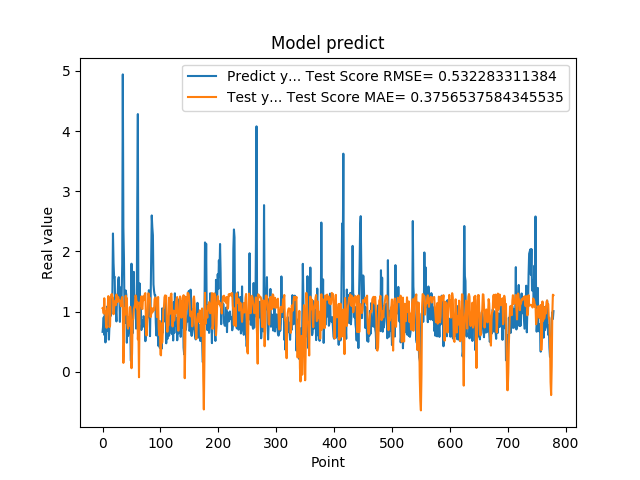 Model predict
Predict y... Test Score RMSE= 0.532283311384
Test y... Test Score MAE= 0.3756537584345535
5
4
3
2
1
0
Real value
0 100 200 300 400 500 600 700 800
Point